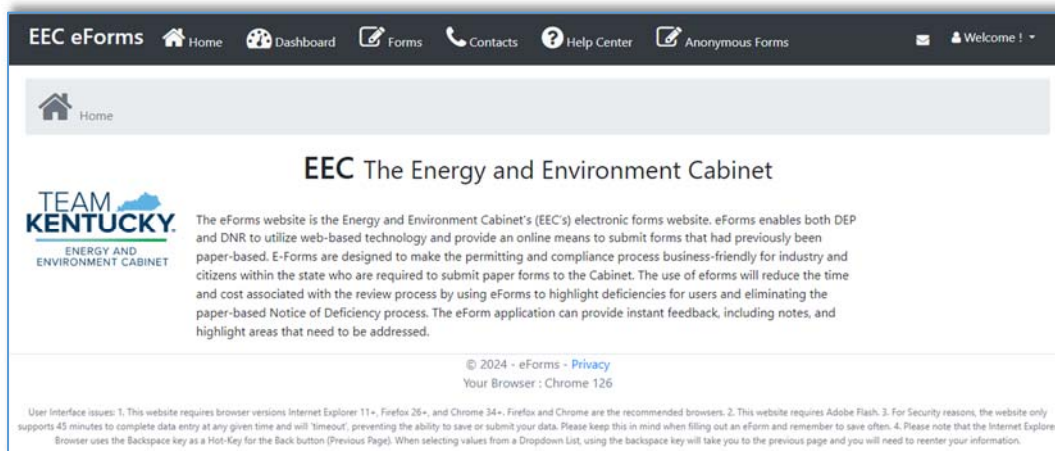 EEC eForms Home Dashboard Forms Contacts Help Center Anonymous Forms Welcome !
Home
EEC The Energy and Environment Cabinet
TEAM
KENTUCKY.
ENERGY AND
ENVIRONMENT CABINET
The eForms website is the Energy and Environment Cabinet's (EEC's) electronic forms website. eForms enables both DEP
and DNR to utilize web-based technology and provide an online means to submit forms that had previously been
paper-based. E-Forms are designed to make the permitting and compliance process business-friendly for industry and
citizens within the state who are required to submit paper forms to the Cabinet. The use of eforms will reduce the time
and cost associated with the review process by using eForms to highlight deficiencies for users and eliminating the
paper-based Notice of Deficiency process. The eForm application can provide instant feedback, including notes, and
highlight areas that need to be addressed.
© 2024 - eForms - Privacy
Your Browser : Chrome 126
User Interface issues: 1. This website requires browser versions Internet Explorer 11+, Firefox 26+, and Chrome 34+. Firefox and Chrome are the recommended browsers. 2. This website requires Adobe Flash. 3. For Security reasons, the website only
supports 45 minutes to complete data entry at any given time and will 'timeout', preventing the ability to save or submit your data. Please keep this in mind when filling out an eForm and remember to save often. 4. Please note that the Internet Explorer
Browser uses the Backspace key as a Hot-Key for the Back button (Previous Page). When selecting values from a Dropdown List, using the backspace key will take you to the previous page and you will need to reenter your information.